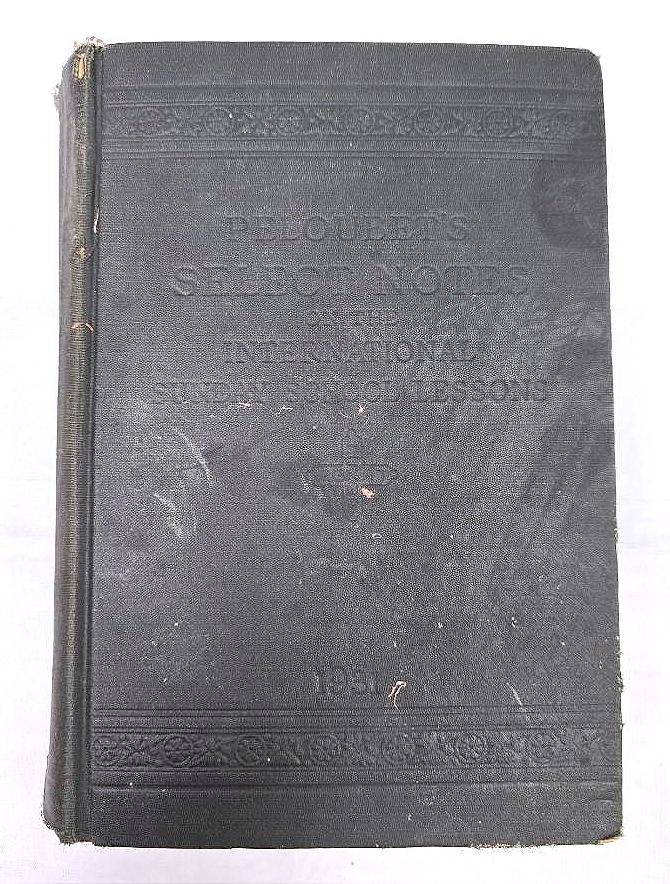 PELOUBET'S
SELECT NOTES
ON THE
INTERNATIONAL
SUNDAY SCHOOL LESSONS